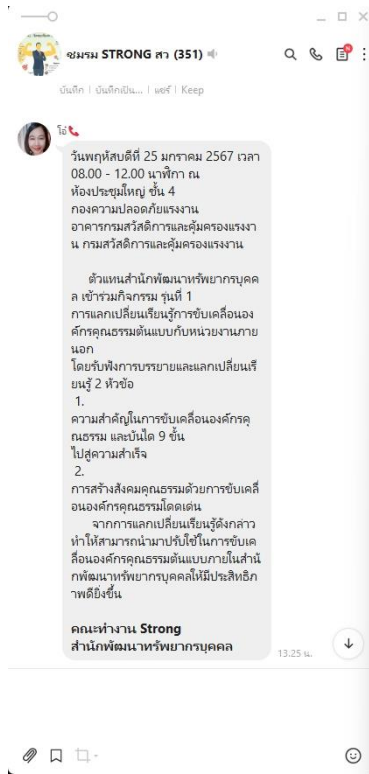 ชมรม STRONG สว (351)
บันทึก | บันทึกเป็น... | แชร์ | Keep
โอ๋📞
วันพฤหัสบดีที่ 25 มกราคม 2567 เวลา
08.00 - 12.00 นาฬิกา ณ
ห้องประชุมใหญ่ ชั้น 4
กองความปลอดภัยแรงงาน
อาคารกรมสวัสดิการและคุ้มครองแรงงา
น กรมสวัสดิการและคุ้มครองแรงงาน
ตัวแทนสำนักพัฒนาทรัพยากรบุคค
ล เข้าร่วมกิจกรรม รุ่นที่ 1
การแลกเปลี่ยนเรียนรู้การขับเคลื่อนอง
ค์กรคุณธรรมต้นแบบกับหน่วยงานภาย
นอก
โดยรับฟังการบรรยายและแลกเปลี่ยนเรี
ยนรู้ 2 หัวข้อ
1.
ความสำคัญในการขับเคลื่อนองค์กรคุ
ณธรรม และบันได 9 ขั้น
ไปสู่ความสำเร็จ
2.
การสร้างสังคมคุณธรรมด้วยการขับเคลื่
อนองค์กรคุณธรรมโดดเด่น
จากการแลกเปลี่ยนเรียนรู้ดังกล่าว
ทำให้สามารถนำมาปรับใช้ในการขับเค
ลื่อนองค์กรคุณธรรมต้นแบบภายในสำนั
กพัฒนาทรัพยากรบุคคลให้มีประสิทธิภ
าพดียิ่งขึ้น
คณะทำงาน Strong
สำนักพัฒนาทรัพยากรบุคคล
13.25 น.